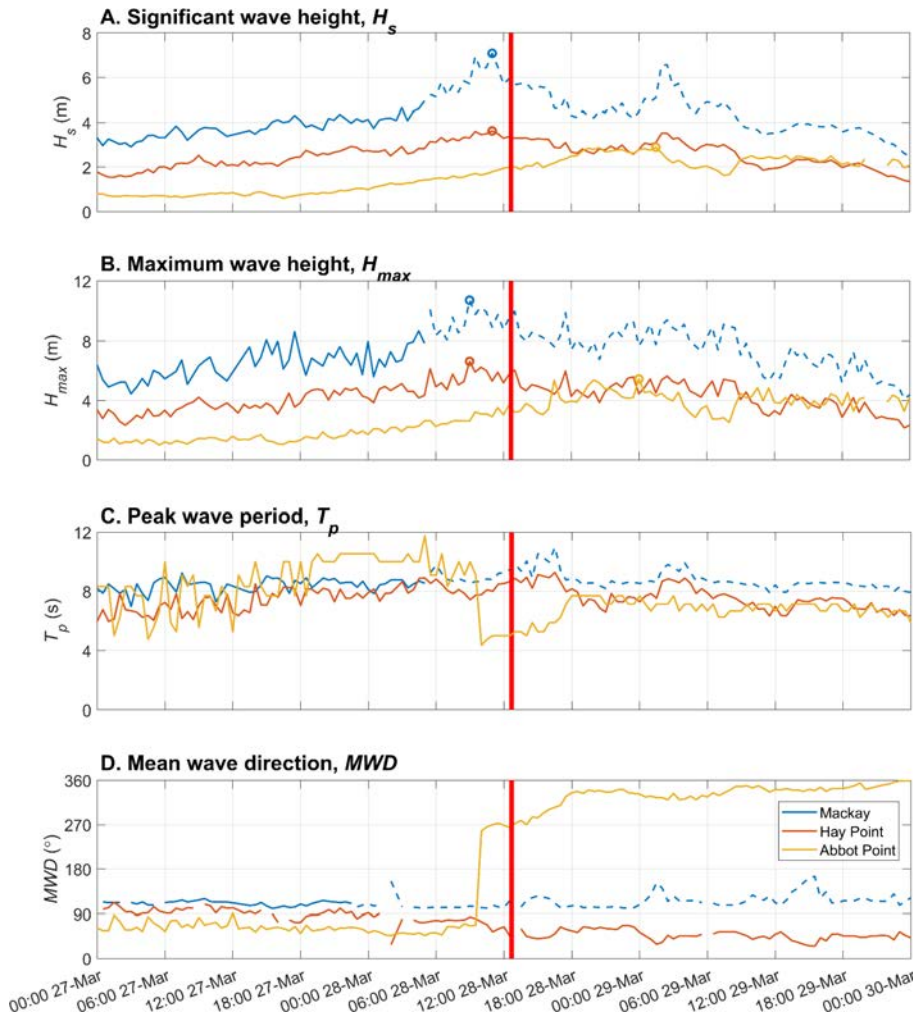 A. Significant wave height, Hs
8
6
4
2
0
Hs (m)
B. Maximum wave height, Hmax
12
8
4
0
Hmax (m)
C. Peak wave period, Tp
12
8
4
0
Tp (s)
D. Mean wave direction, MWD
360
270
180
90
0
MWD (°)
Mackay
Hay Point
Abbot Point
00:00 27-Mar
06:00 27-Mar
12:00 27-Mar
18:00 27-Mar
00:00 28-Mar
06:00 28-Mar
12:00 28-Mar
18:00 28-Mar
00:00 29-Mar
06:00 29-Mar
12:00 29-Mar
18:00 29-Mar
00:00 30-Mar